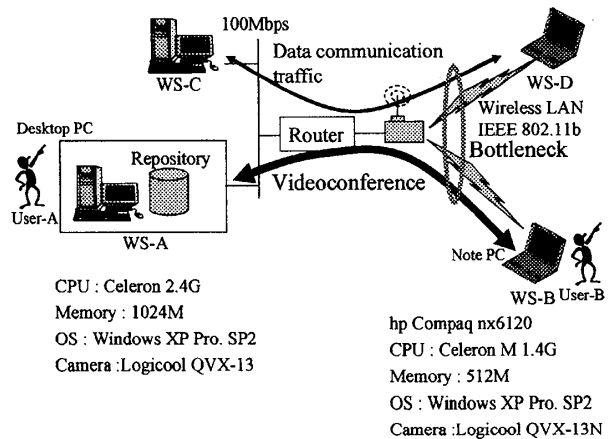 100Mbps
Data communication
traffic
WS-C
WS-D
Wireless LAN
IEEE 802.11b
Bottleneck
Router
Desktop PC
Repository
Videoconference
User-A
WS-A
Note PC
WS-B User-B
CPU : Celeron 2.4G
Memory : 1024M
OS : Windows XP Pro. SP2
Camera :Logicool QVX-13
hp Compaq nx6120
CPU : Celeron M 1.4G
Memory : 512M
OS : Windows XP Pro. SP2
Camera :Logicool QVX-13N